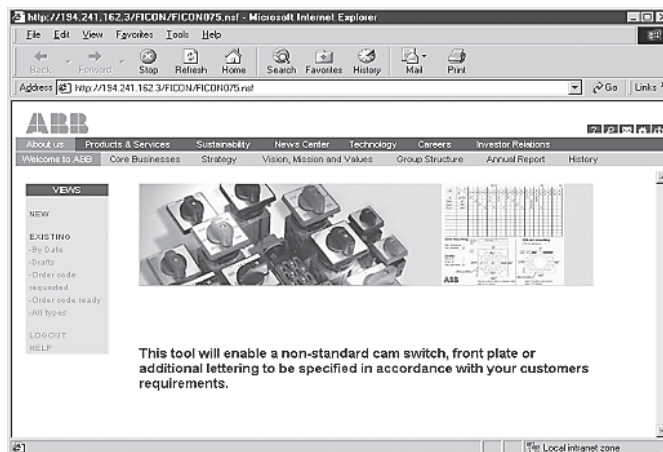 http://194.241.162.3/FICON/FICON075.nsf - Microsoft Internet Explorer
File Edit View Favorites Tools Help
Back Forward Stop Refresh Home Search Favorites History Mail Print
Address http://194.241.162.3/FICON/FICON075.nsf Go Links
ABB
About us Products & Services Sustainability News Center Technology Careers Investor Relations
Welcome to ABB Core Businesses Strategy Vision, Mission and Values Group Structure Annual Report History
VIEWS
NEW
EXISTING
-By Date
-Drafts
-Order code
requested
-Order code ready
-All types
LOGOUT
HELP
ABB
This tool will enable a non-standard cam switch, front plate or
additional lettering to be specified in accordance with your customers
requirements.
Local intranet zone